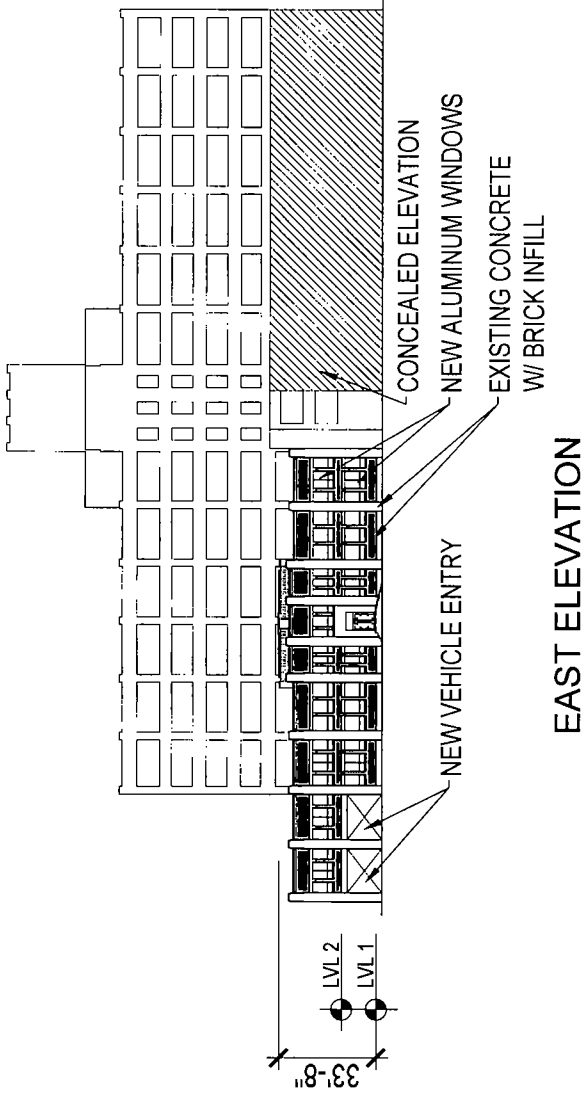 CONCEALED ELEVATION
NEW ALUMINUM WINDOWS
EXISTING CONCRETE
W/ BRICK INFILL
NEW VEHICLE ENTRY
LVL 2
LVL 1
33'-8"
EAST ELEVATION